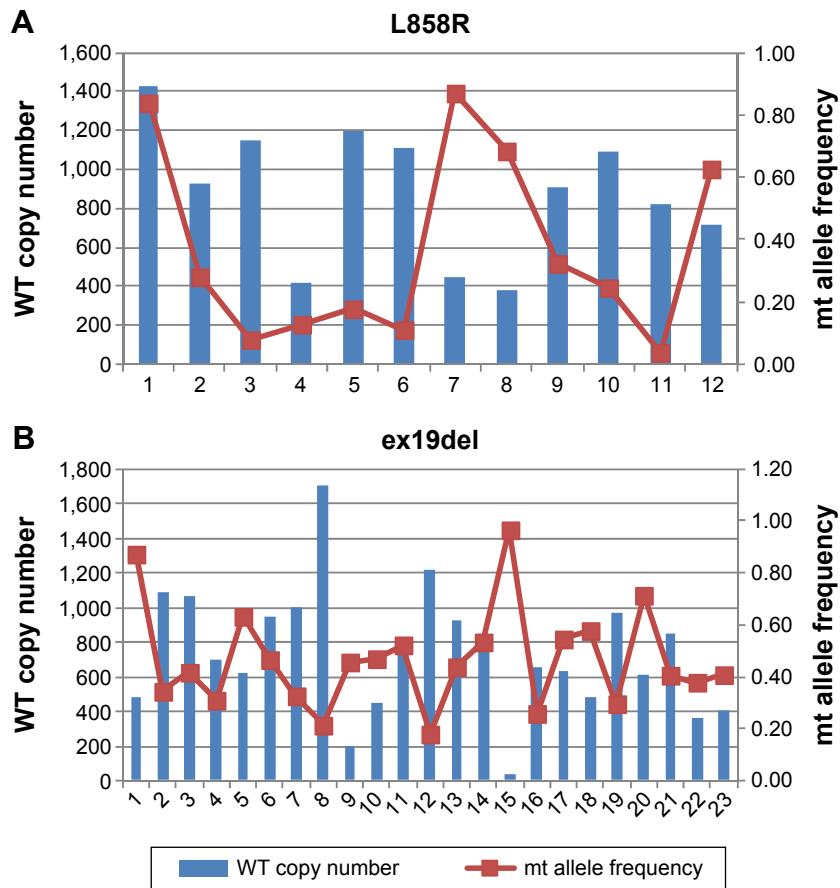 A
L858R
WT copy number
1,600
1,400
1,200
1,000
800
600
400
200
0
1.00
0.80
0.60
0.40
0.20
0.00
mt allele frequency
1 2 3 4 5 6 7 8 9 10 11 12
B
ex19del
WT copy number
1,800
1,600
1,400
1,200
1,000
800
600
400
200
0
1.20
1.00
0.80
0.60
0.40
0.20
0.00
mt allele frequency
1 2 3 4 5 6 7 8 9 10 11 12 13 14 15 16 17 18 19 20 21 22 23
WT copy number mt allele frequency